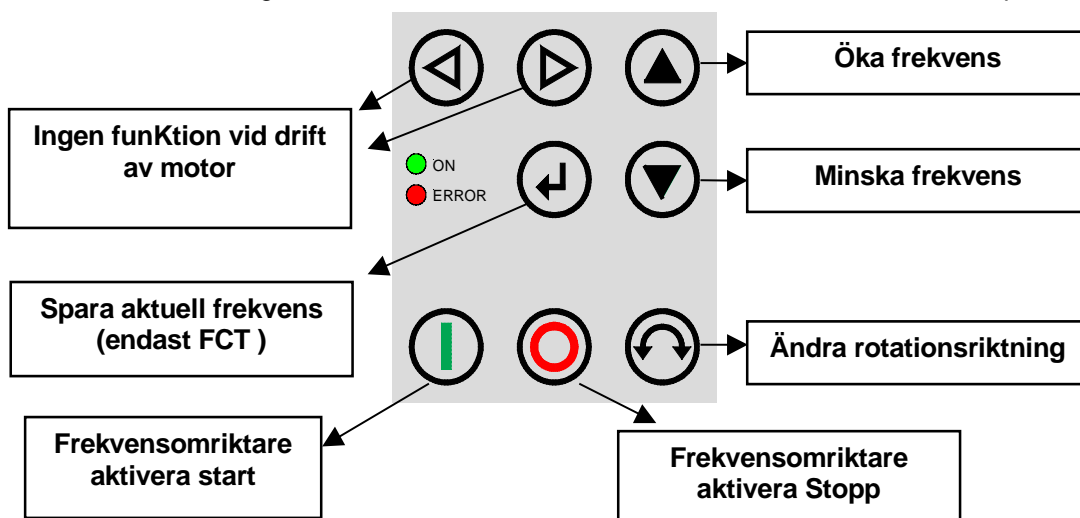 Öka frekvens
Ingen funKtion vid drift
av motor
ON
ERROR
Minska frekvens
Spara aktuell frekvens
(endast FCT )
Ändra rotationsriktning
Frekvensomriktare
aktivera start
Frekvensomriktare
aktivera Stopp